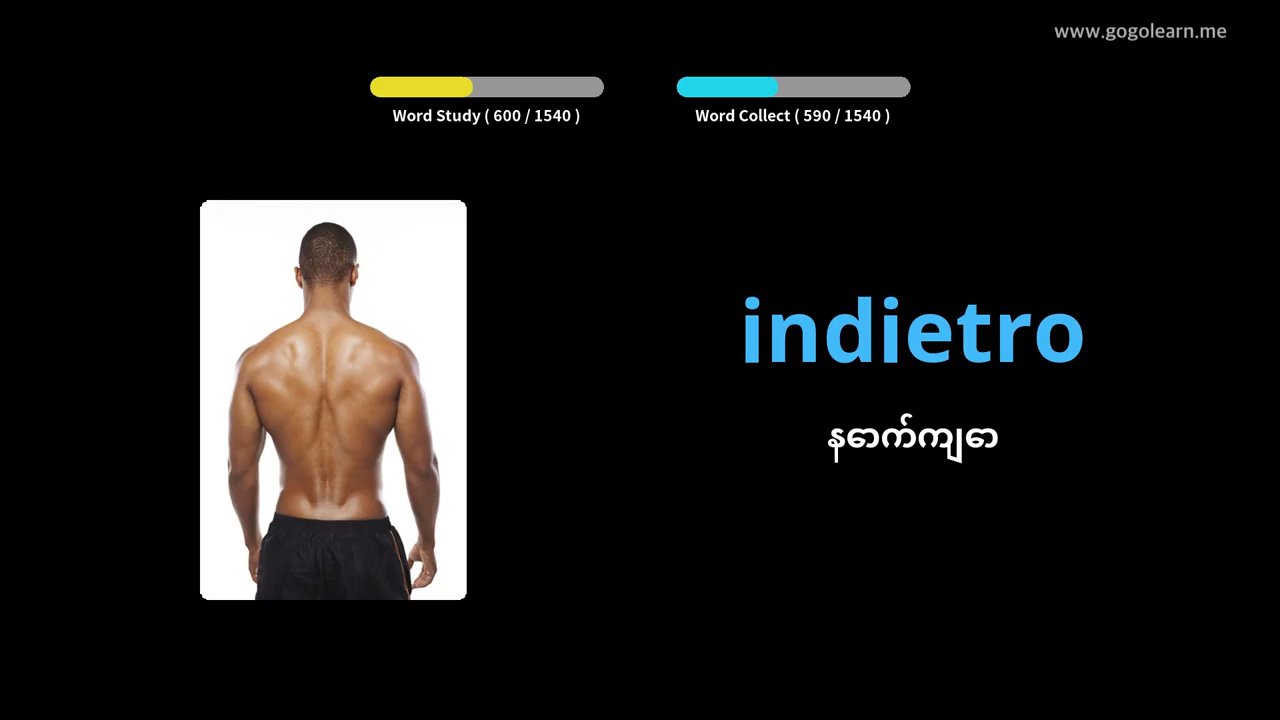 www.gogolearn.me
Word Study ( 600 / 1540 )
Word Collect ( 590 / 1540 )
indietro
နောက်ကျော